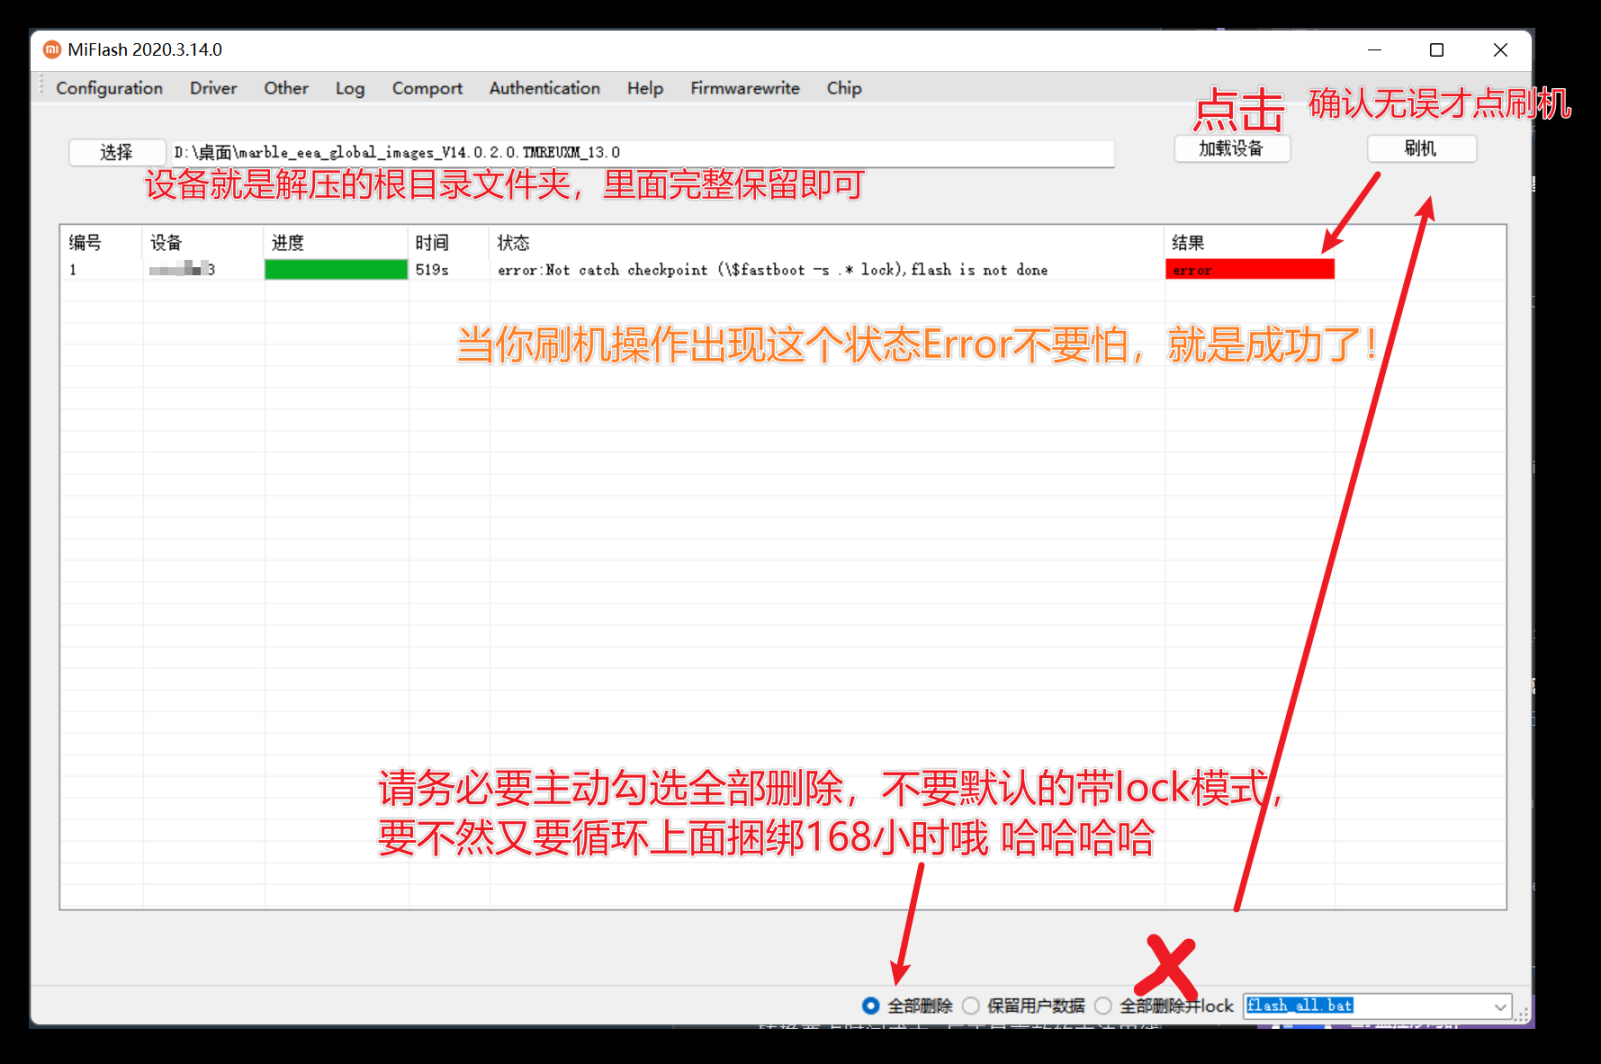 MiFlash 2020.3.14.0
Configuration Driver Other Log Comport Authentication Help Firmwarewrite Chip
点击 确认无误才点刷机
选择 D:\桌面\marble_eea_global_images_V14.0.2.0.TMREUXM_13.0 加载设备 刷机
设备就是解压的根目录文件夹，里面完整保留即可
编号 设备 进度 时间 状态 结果
1 3 519s error:Not catch checkpoint (\$fastboot -s .* lock),flash is not done error
当你刷机操作出现这个状态Error不要怕，就是成功了！
请务必要主动勾选全部删除，不要默认的带lock模式，
要不然又要循环上面捆绑168小时哦 哈哈哈哈
全部删除 保留用户数据 全部删除并lock flash_all.bat